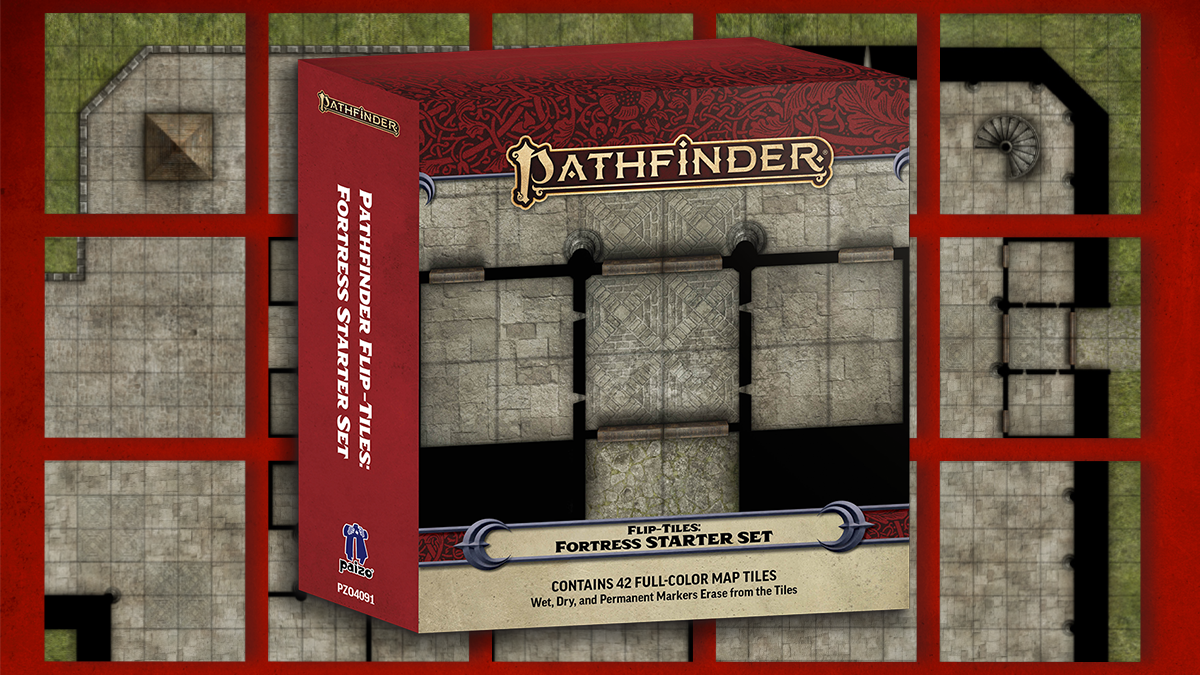 PATHFINDER
PATHFINDER FLIP-TILES:
FORTRESS STARTER SET
paizo
PZO4091
PATHFINDER
FLIP-TILES:
FORTRESS STARTER SET
CONTAINS 42 FULL-COLOR MAP TILES
Wet, Dry, and Permanent Markers Erase from the Tiles